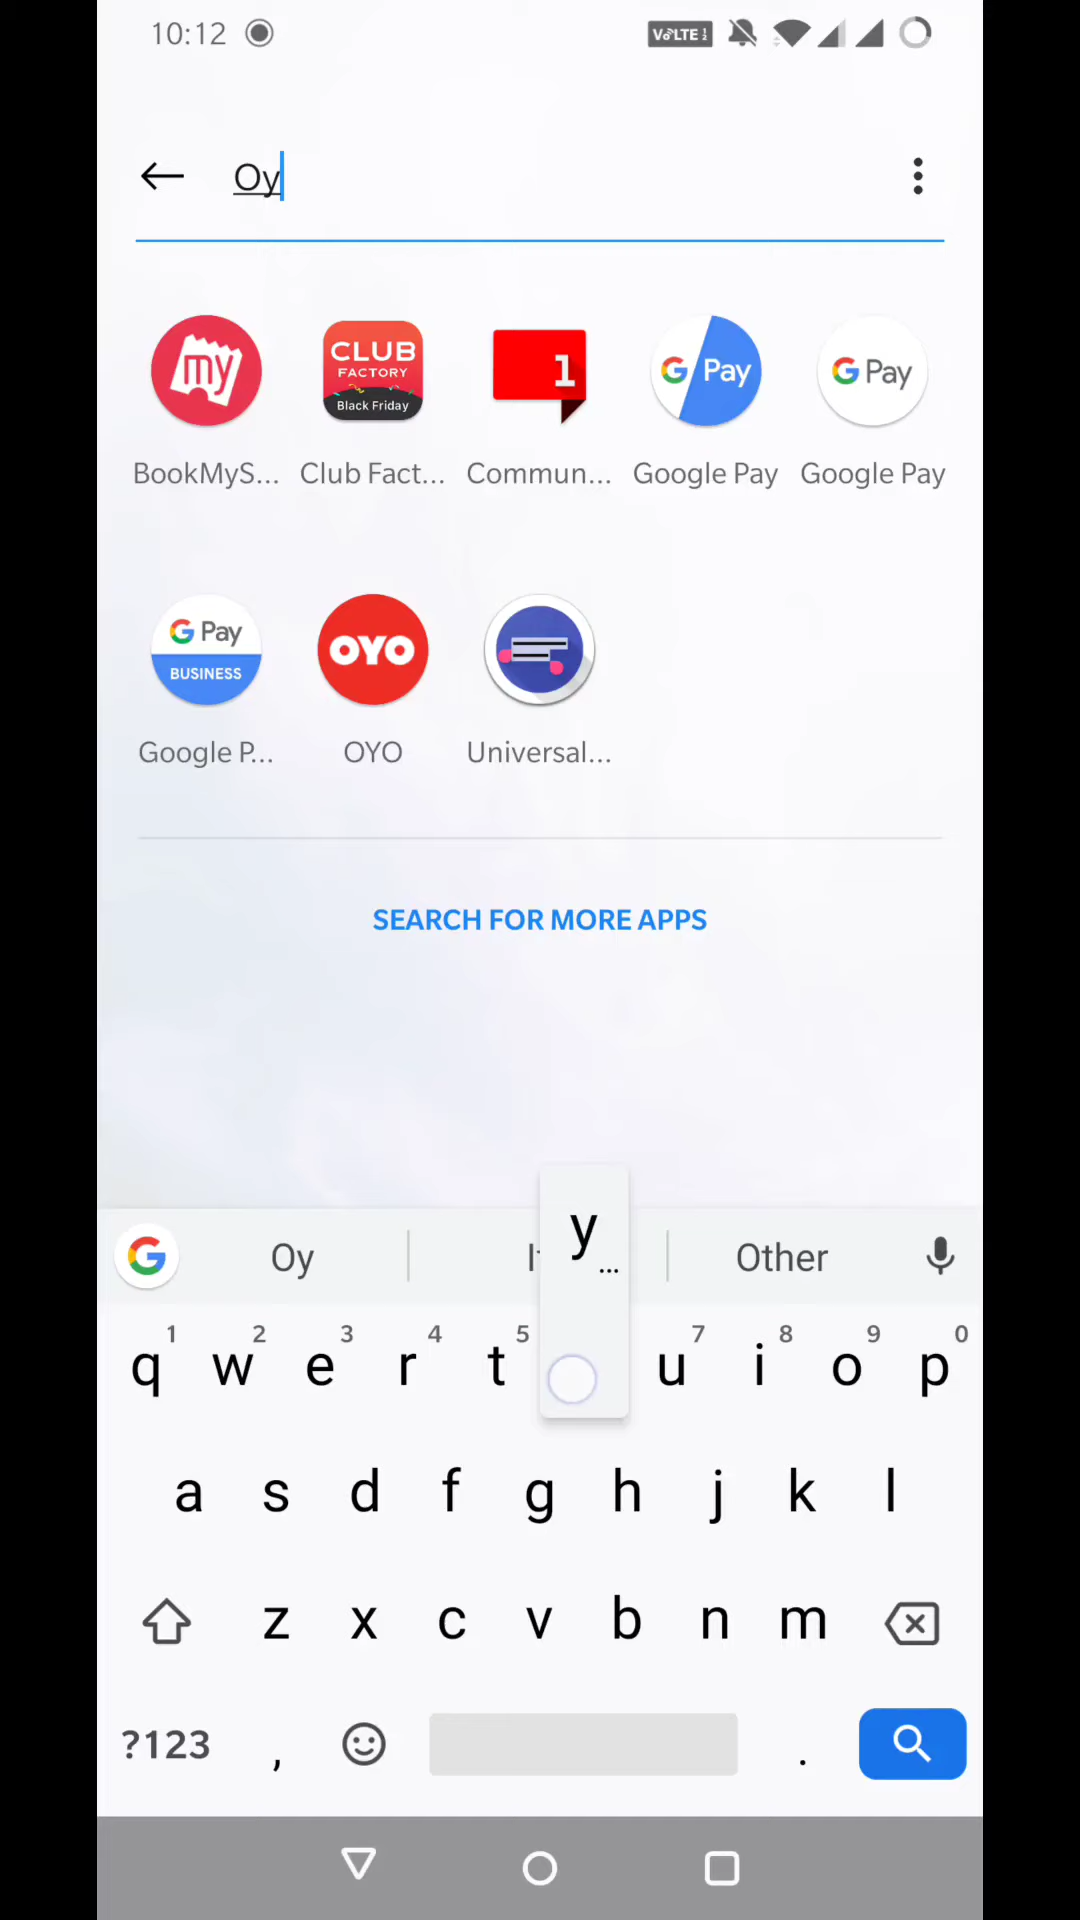 10:12
VoLTE 1 2
Oy
my
CLUB
FACTORY
Black Friday
1
G Pay
G Pay
BookMyS...
Club Fact...
Commun...
Google Pay
Google Pay
G Pay
BUSINESS
OYO
Google P...
OYO
Universal...
SEARCH FOR MORE APPS
y
...
Oy
Other
1 2 3 4 5 7 8 9 0
q w e r t u i o p
a s d f g h j k l
z x c v b n m
?123 , .